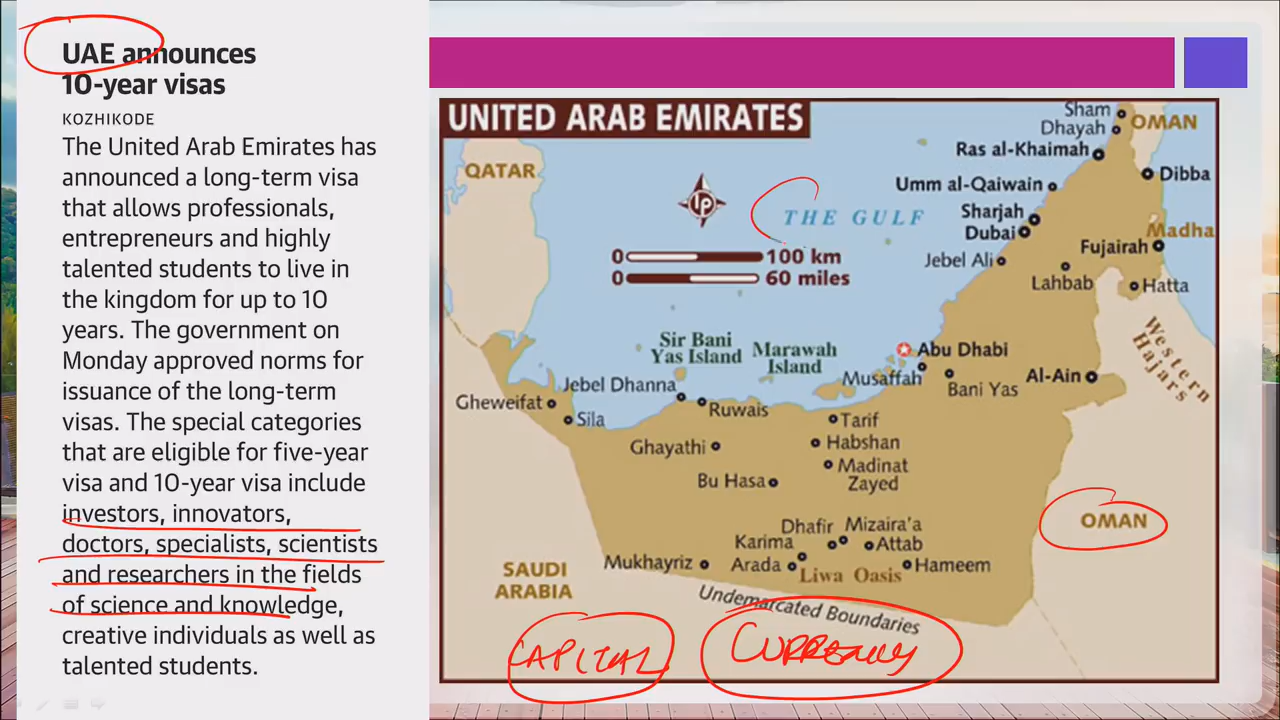 UAE announces
10-year visas
KOZHIKODE
The United Arab Emirates has
announced a long-term visa
that allows professionals,
entrepreneurs and highly
talented students to live in
the kingdom for up to 10
years. The government on
Monday approved norms for
issuance of the long-term
visas. The special categories
that are eligible for five-year
visa and 10-year visa include
investors, innovators,
doctors, specialists, scientists
and researchers in the fields
of science and knowledge,
creative individuals as well as
talented students.
UNITED ARAB EMIRATES
Sham
OMAN
Dhayah
Ras al-Khaimah
QATAR
Dibba
Umm al-Qaiwain
lp
THE GULF
Sharjah
Dubai
Madha
Fujairah
0 100 km
0 60 miles
Jebel Ali
Lahbab
Hatta
Western
Hajars
Sir Bani
Yas Island
Marawah
Island
Abu Dhabi
Musaffah
Bani Yas
Al-Ain
Jebel Dhanna
Gheweifat
Sila
Ruwais
Tarif
Ghayathi
Habshan
Madinat
Zayed
Bu Hasa
OMAN
Dhafir
Mizaira'a
Karima
Attab
Mukhayriz
Arada
Hameem
Liwa Oasis
SAUDI
ARABIA
Undemarcated Boundaries
CAPITAL
CURRENCY